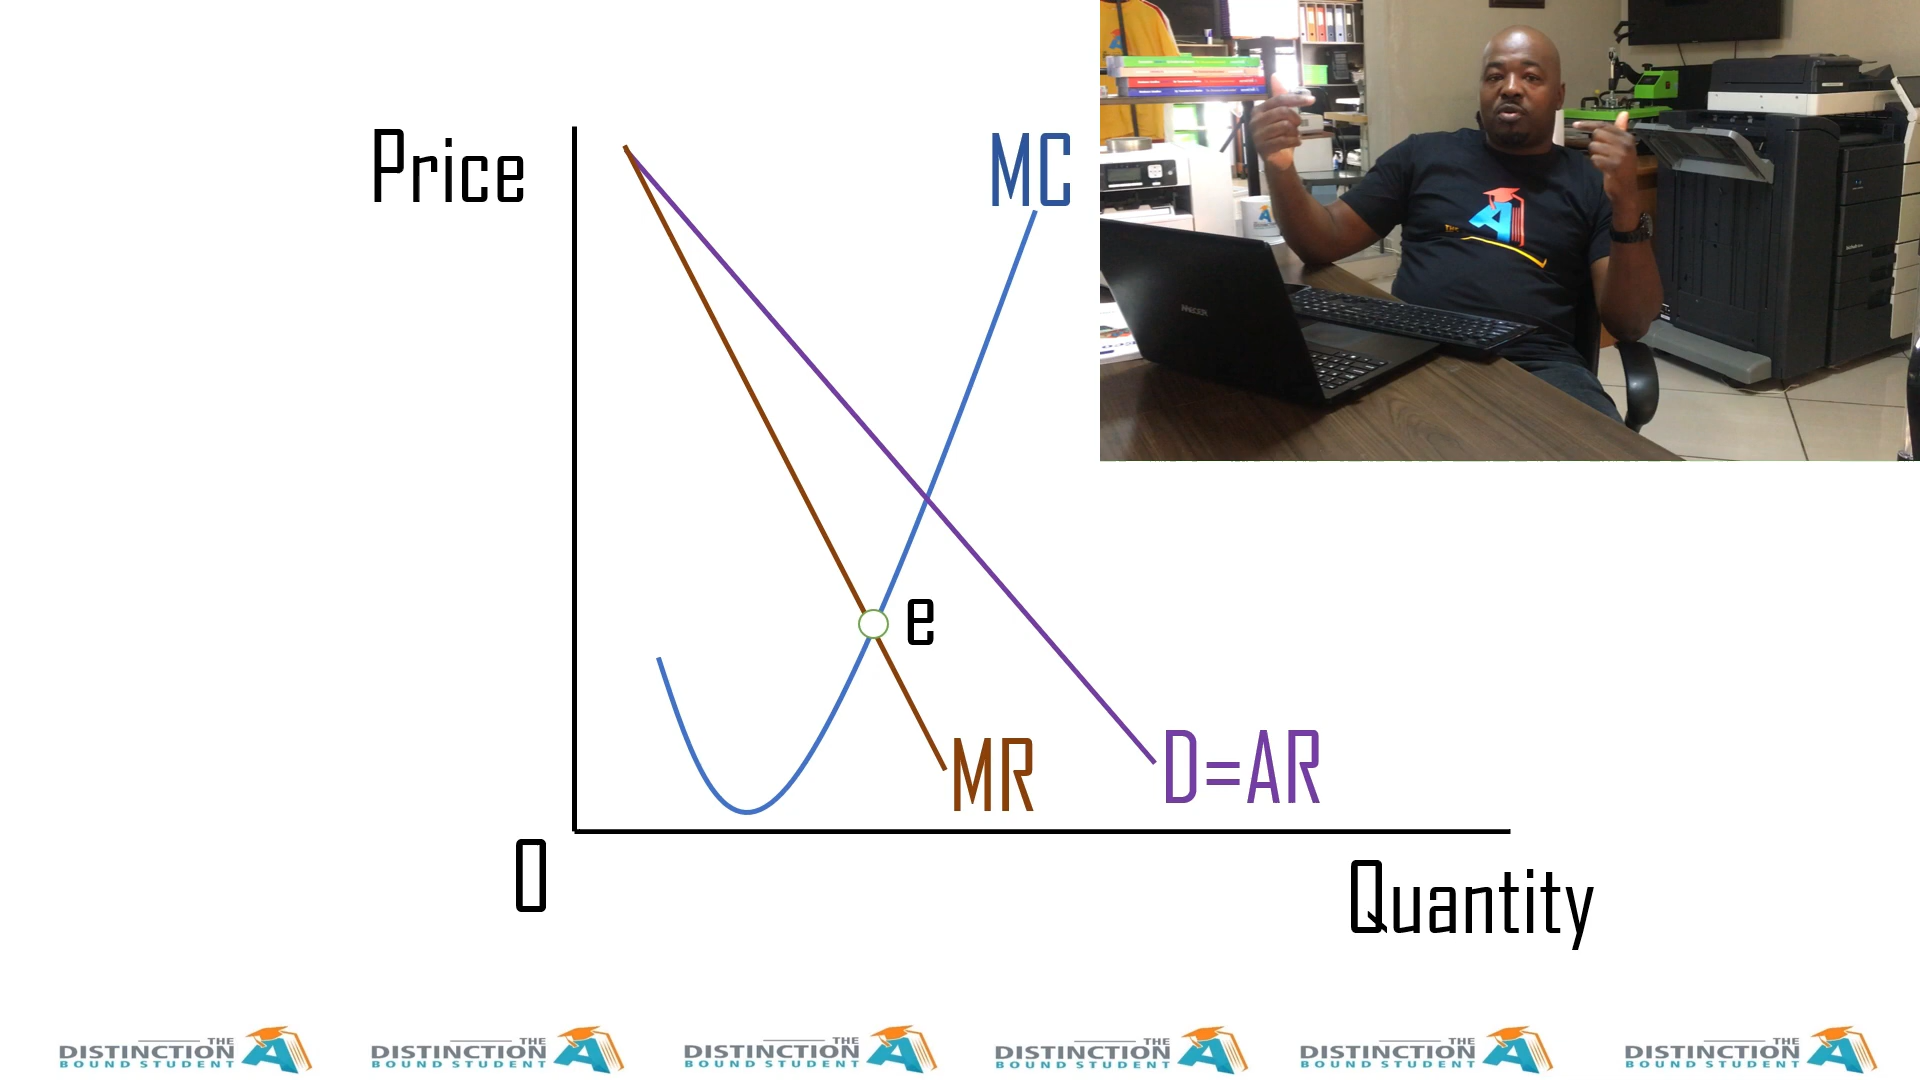 Price
MC
e
MR
D=AR
0
Quantity
THE
DISTINCTION
BOUND STUDENT
THE
DISTINCTION
BOUND STUDENT
THE
DISTINCTION
BOUND STUDENT
THE
DISTINCTION
BOUND STUDENT
THE
DISTINCTION
BOUND STUDENT
THE
DISTINCTION
BOUND STUDENT